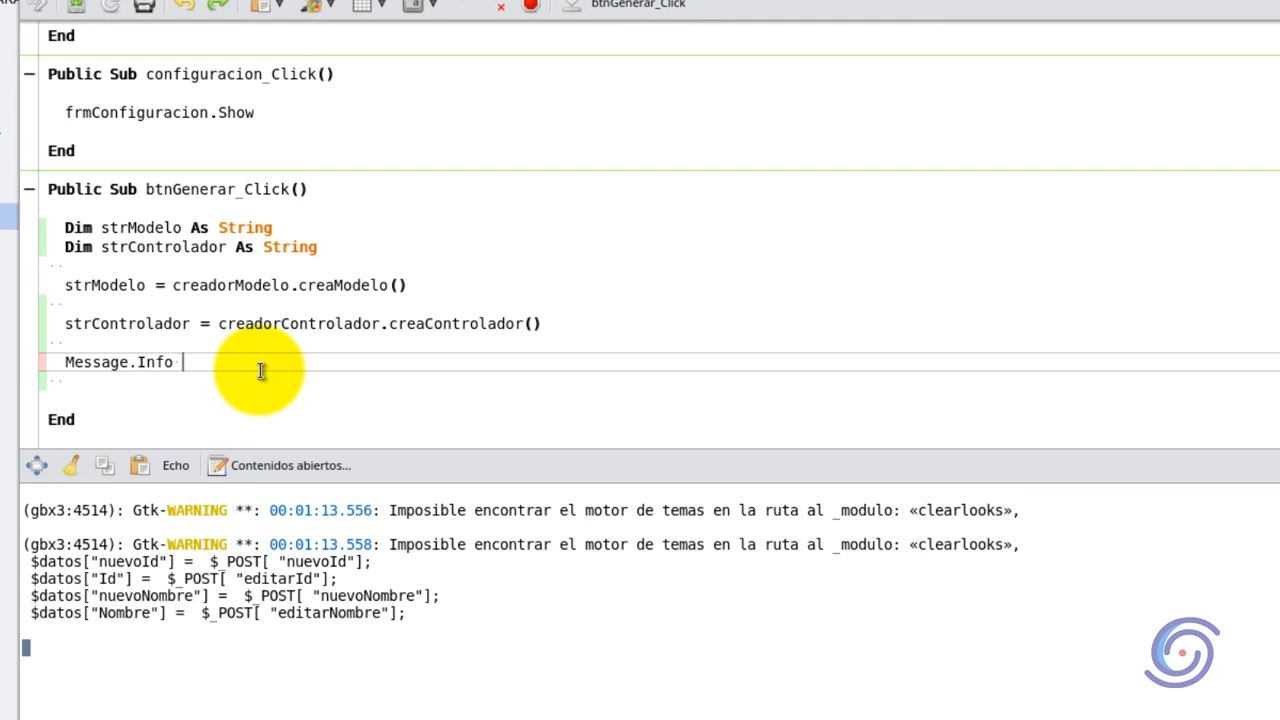 btnGenerar_Click
End
Public Sub configuracion_Click()
frmConfiguracion.Show
End
Public Sub btnGenerar_Click()
Dim strModelo As String
Dim strControlador As String
strModelo = creadorModelo.creaModelo()
strControlador = creadorControlador.creaControlador()
Message.Info
End
Echo Contenidos abiertos...
(gbx3:4514): Gtk-WARNING **: 00:01:13.556: Imposible encontrar el motor de temas en la ruta al _modulo: «clearlooks»,
(gbx3:4514): Gtk-WARNING **: 00:01:13.558: Imposible encontrar el motor de temas en la ruta al _modulo: «clearlooks»,
$datos["nuevoId"] =  $_POST[ "nuevoId"];
$datos["Id"] =  $_POST[ "editarId"];
$datos["nuevoNombre"] =  $_POST[ "nuevoNombre"];
$datos["Nombre"] =  $_POST[ "editarNombre"];